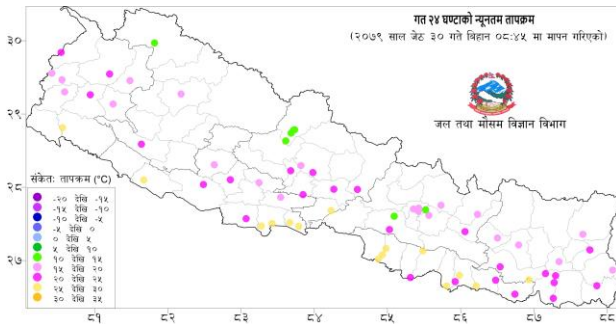 गत २४ घण्टाको न्यूनतम तापक्रम
(२०७९ साल जेठ ३० गते बिहान ०८:४५ मा मापन गरिएको)
जल तथा मौसम विज्ञान विभाग
३०
२९
२८
२७
संकेत: तापक्रम (°C)
-२० देखि -१५
-१५ देखि -१०
-१० देखि -५
-५ देखि ०
० देखि ५
५ देखि १०
१० देखि १५
१५ देखि २०
२० देखि २५
२५ देखि ३०
३० देखि ३५
८१ ८२ ८३ ८४ ८५ ८६ ८७ ८८